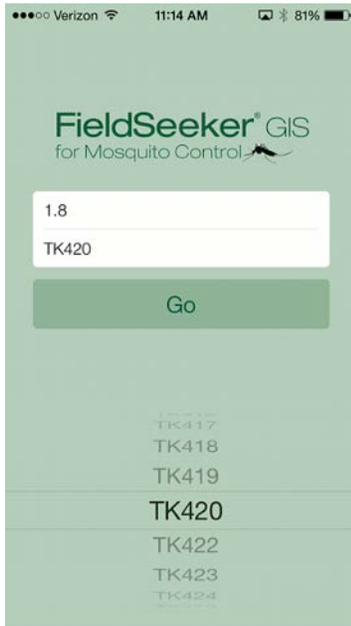 ●●●○○ Verizon 11:14 AM 81%
FieldSeeker® GIS
for Mosquito Control
1.8
TK420
Go
TK417
TK418
TK419
TK420
TK422
TK423
TK424